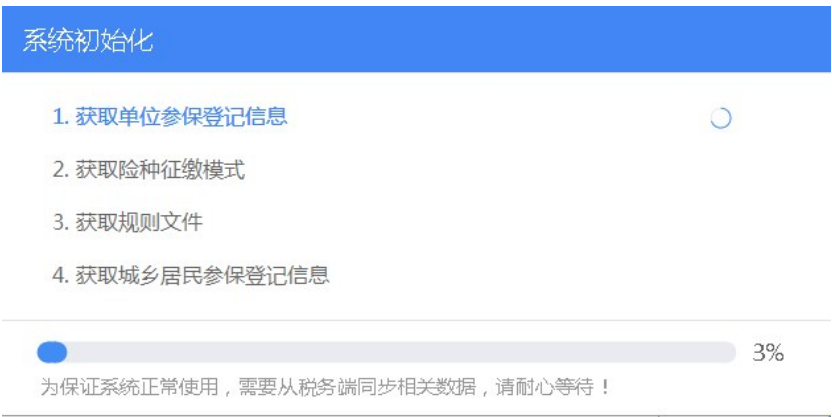 系统初始化
1. 获取单位参保登记信息
2. 获取险种征缴模式
3. 获取规则文件
4. 获取城乡居民参保登记信息
3%
为保证系统正常使用，需要从税务端同步相关数据，请耐心等待！